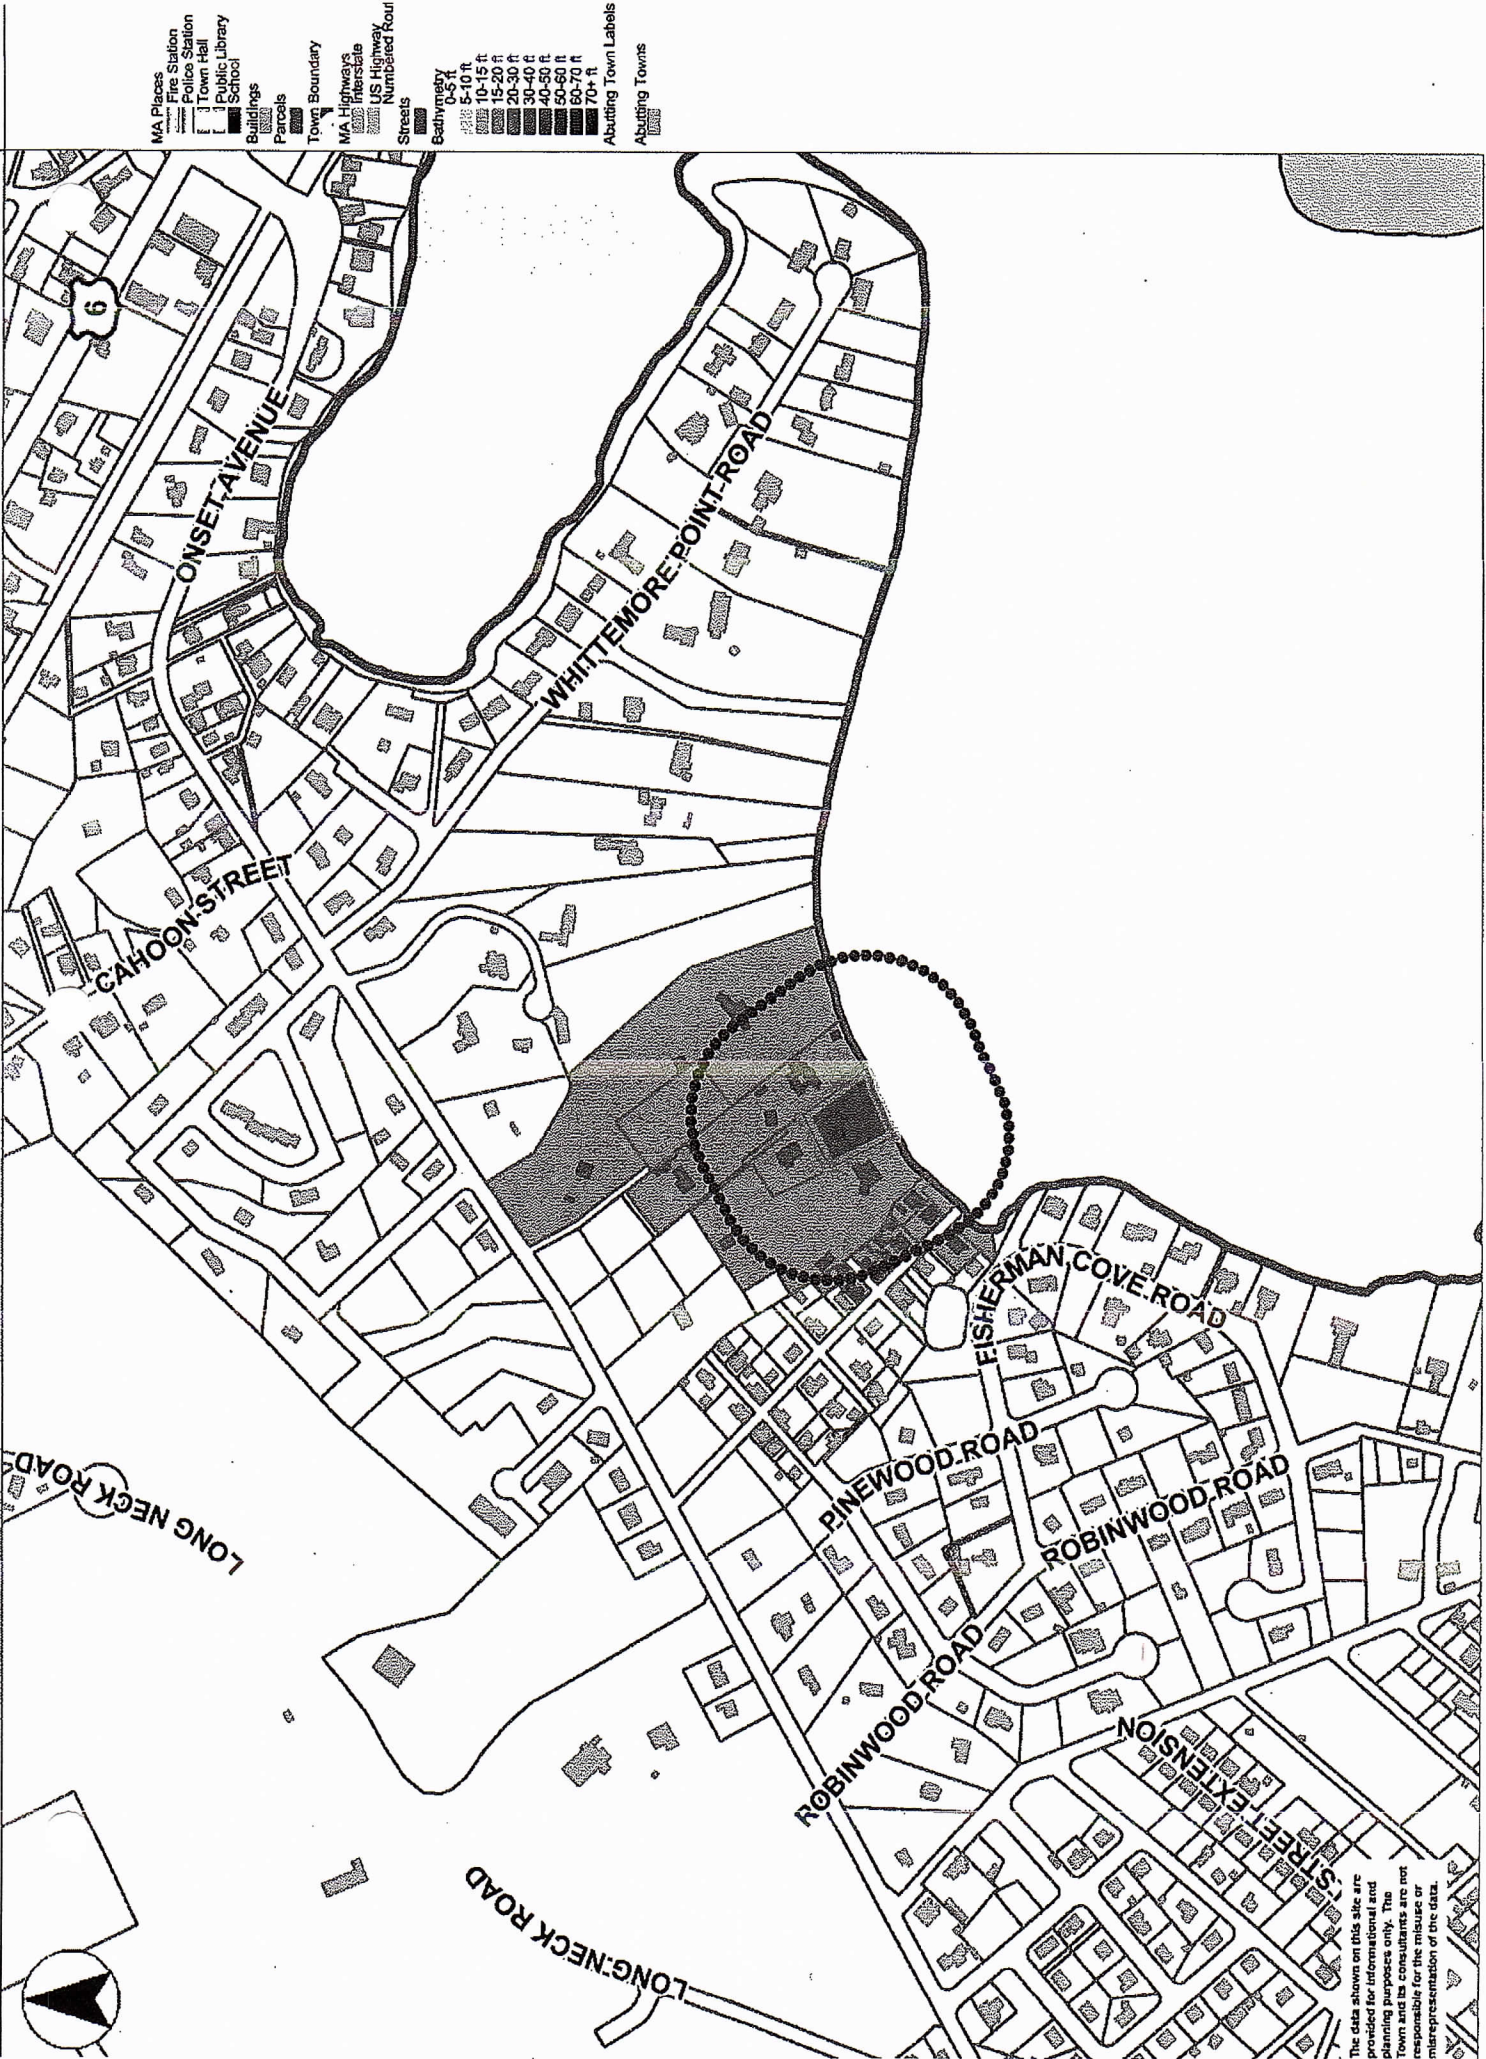 MA Places
Fire Station
Police Station
Town Hall
Public Library
School
Buildings
Parcels
Town Boundary
MA Highways
Interstate
US Highway
Numbered Rou
Streets
Bathymetry
0-5 ft
5-10 ft
10-15 ft
15-20 ft
20-30 ft
30-40 ft
40-50 ft
50-60 ft
60-70 ft
70+ ft
Abutting Town Labels
Abutting Towns
6
ONSET AVENUE
WHITTEMORE POINT ROAD
CAHOON STREET
LONG NECK ROAD
FISHERMAN COVE ROAD
PINEWOOD ROAD
ROBINWOOD ROAD
ROBINWOOD ROAD
STREET EXTENSION
LONG NECK ROAD
The data shown on this site are
provided for informational and
planning purposes only. The
Town and its consultants are not
responsible for the misuse or
misrepresentation of the data.